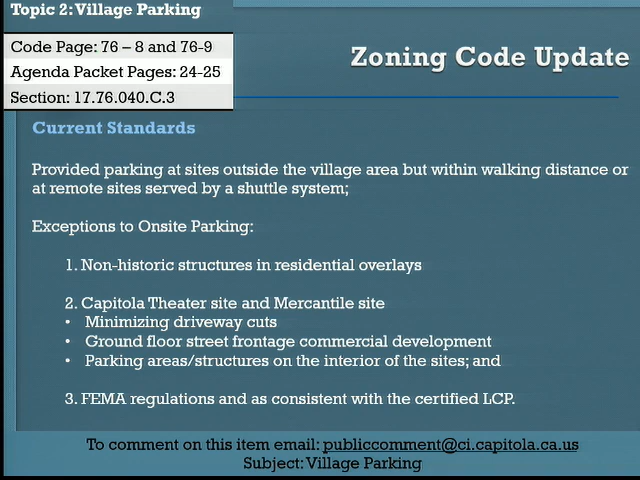 Topic 2: Village Parking
Code Page: 76 – 8 and 76-9
Agenda Packet Pages: 24-25
Section: 17.76.040.C.3
Zoning Code Update
Current Standards
Provided parking at sites outside the village area but within walking distance or
at remote sites served by a shuttle system;
Exceptions to Onsite Parking:
1. Non-historic structures in residential overlays
2. Capitola Theater site and Mercantile site
• Minimizing driveway cuts
• Ground floor street frontage commercial development
• Parking areas/structures on the interior of the sites; and
3. FEMA regulations and as consistent with the certified LCP.
To comment on this item email: publiccomment@ci.capitola.ca.us
Subject: Village Parking